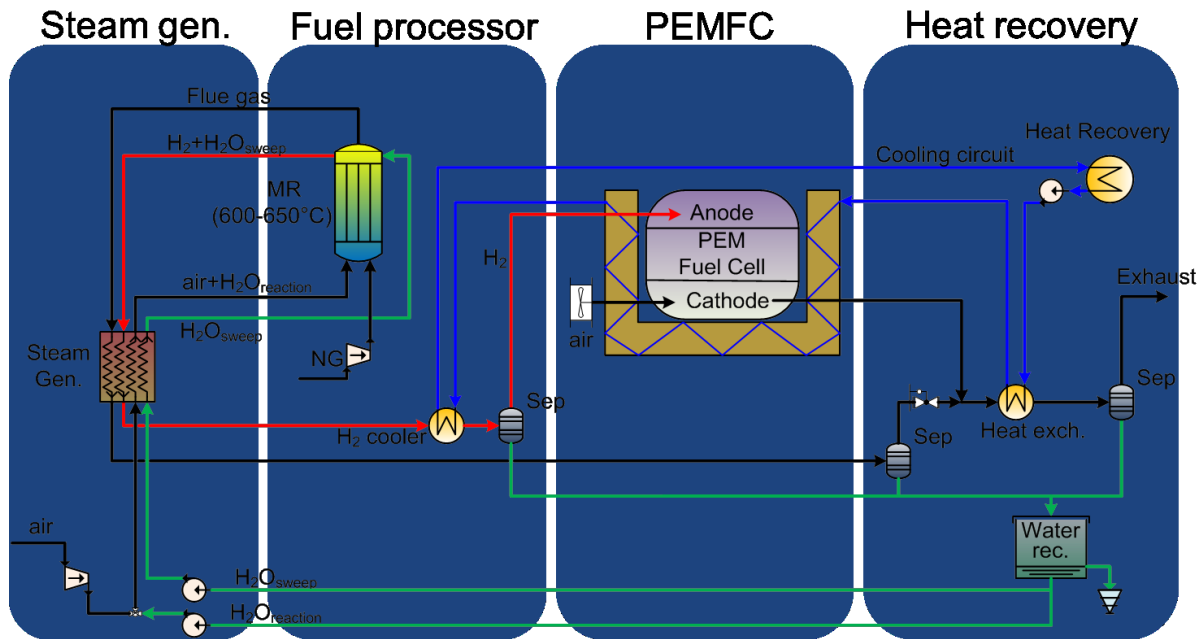 Steam gen.
Fuel processor
PEMFC
Heat recovery
Flue gas
H₂+H₂Osweep
MR
(600-650°C)
air+H₂Oreaction
H₂Osweep
Steam
Gen.
NG
H₂ cooler
Sep
H₂
Anode
PEM
Fuel Cell
Cathode
air
Cooling circuit
Heat Recovery
Exhaust
Sep
Heat exch.
Sep
Water
rec.
air
H₂Osweep
H₂Oreaction